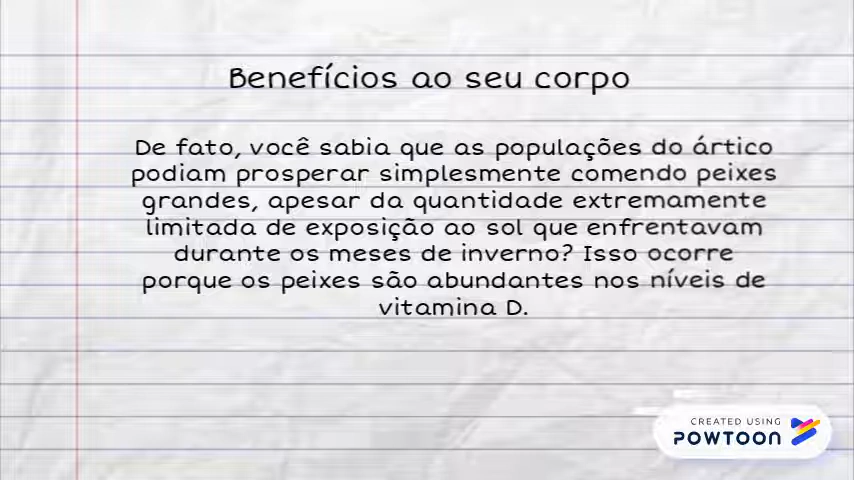 Benefícios ao seu corpo
De fato, você sabia que as populações do ártico
podiam prosperar simplesmente comendo peixes
grandes, apesar da quantidade extremamente
limitada de exposição ao sol que enfrentavam
durante os meses de inverno? Isso ocorre
porque os peixes são abundantes nos níveis de
vitamina D.
CREATED USING
POWTOON